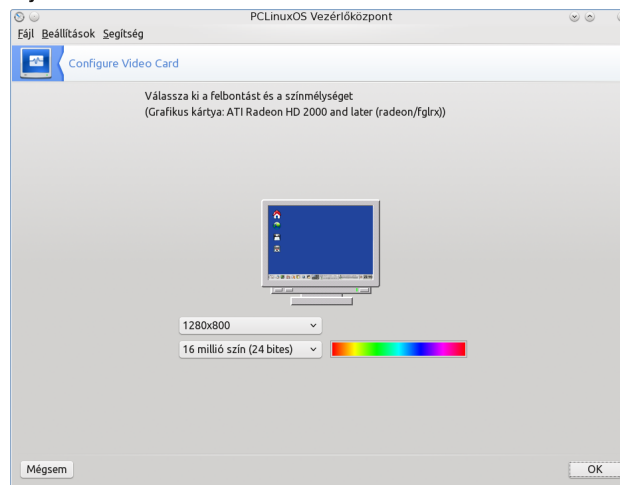 PCLinuxOS Vezérlőközpont
Fájl Beállítások Segítség
Configure Video Card
Válassza ki a felbontást és a színmélységet
(Grafikus kártya: ATI Radeon HD 2000 and later (radeon/fglrx))
1280x800
16 millió szín (24 bites)
Mégsem
OK